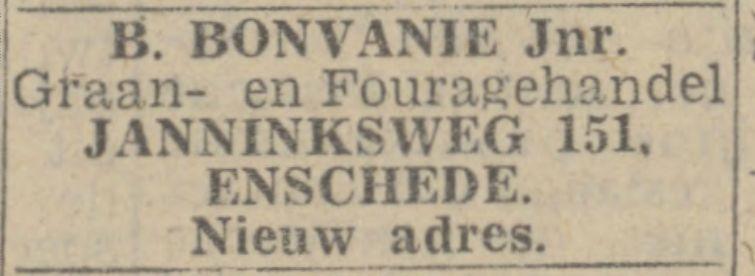 B. BONVANIE Jnr.
Graan- en Fouragehandel
JANNINKSWEG 151,
ENSCHEDE.
Nieuw adres.